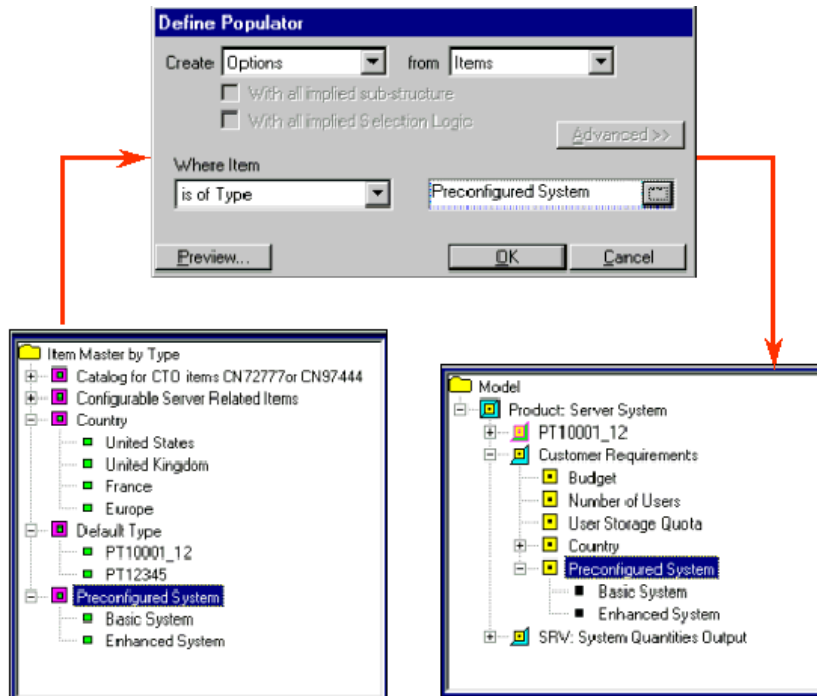 Define Populator
Create Options from Items
With all implied sub-structure
With all implied Selection Logic
Advanced >>
Where Item
is of Type Preconfigured System
Preview... OK Cancel
Item Master by Type
Catalog for CTO items CN72777or CN97444
Configurable Server Related Items
Country
United States
United Kingdom
France
Europe
Default Type
PT10001_12
PT12345
Preconfigured System
Basic System
Enhanced System
Model
Product: Server System
PT10001_12
Customer Requirements
Budget
Number of Users
User Storage Quota
Country
Preconfigured System
Basic System
Enhanced System
SRV: System Quantities Output